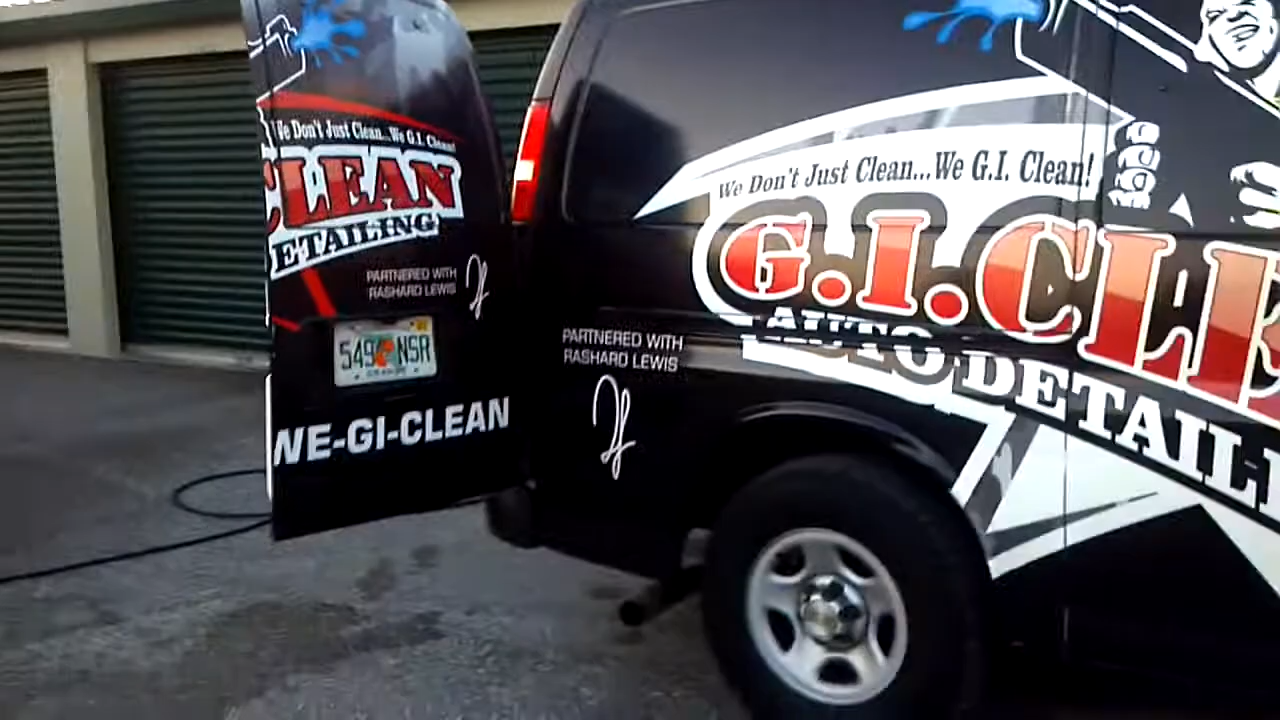 We Don't Just Clean...We G.I. Clean!
CLEAN
ETAILING
PARTNERED WITH
RASHARD LEWIS
549 NSR
WE-GI-CLEAN
PARTNERED WITH
RASHARD LEWIS
We Don't Just Clean...We G.I. Clean!
G.I.CLE
AUTO DETAIL